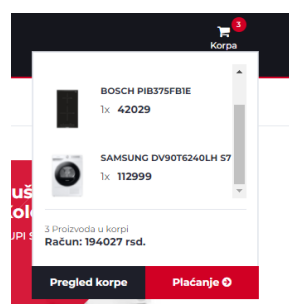 3
Korpa
BOSCH PIB375FB1E
1x 42029
SAMSUNG DV90T6240LH S7
1x 112999
3 Proizvoda u korpi
Račun: 194027 rsd.
Pregled korpe
Plaćanje